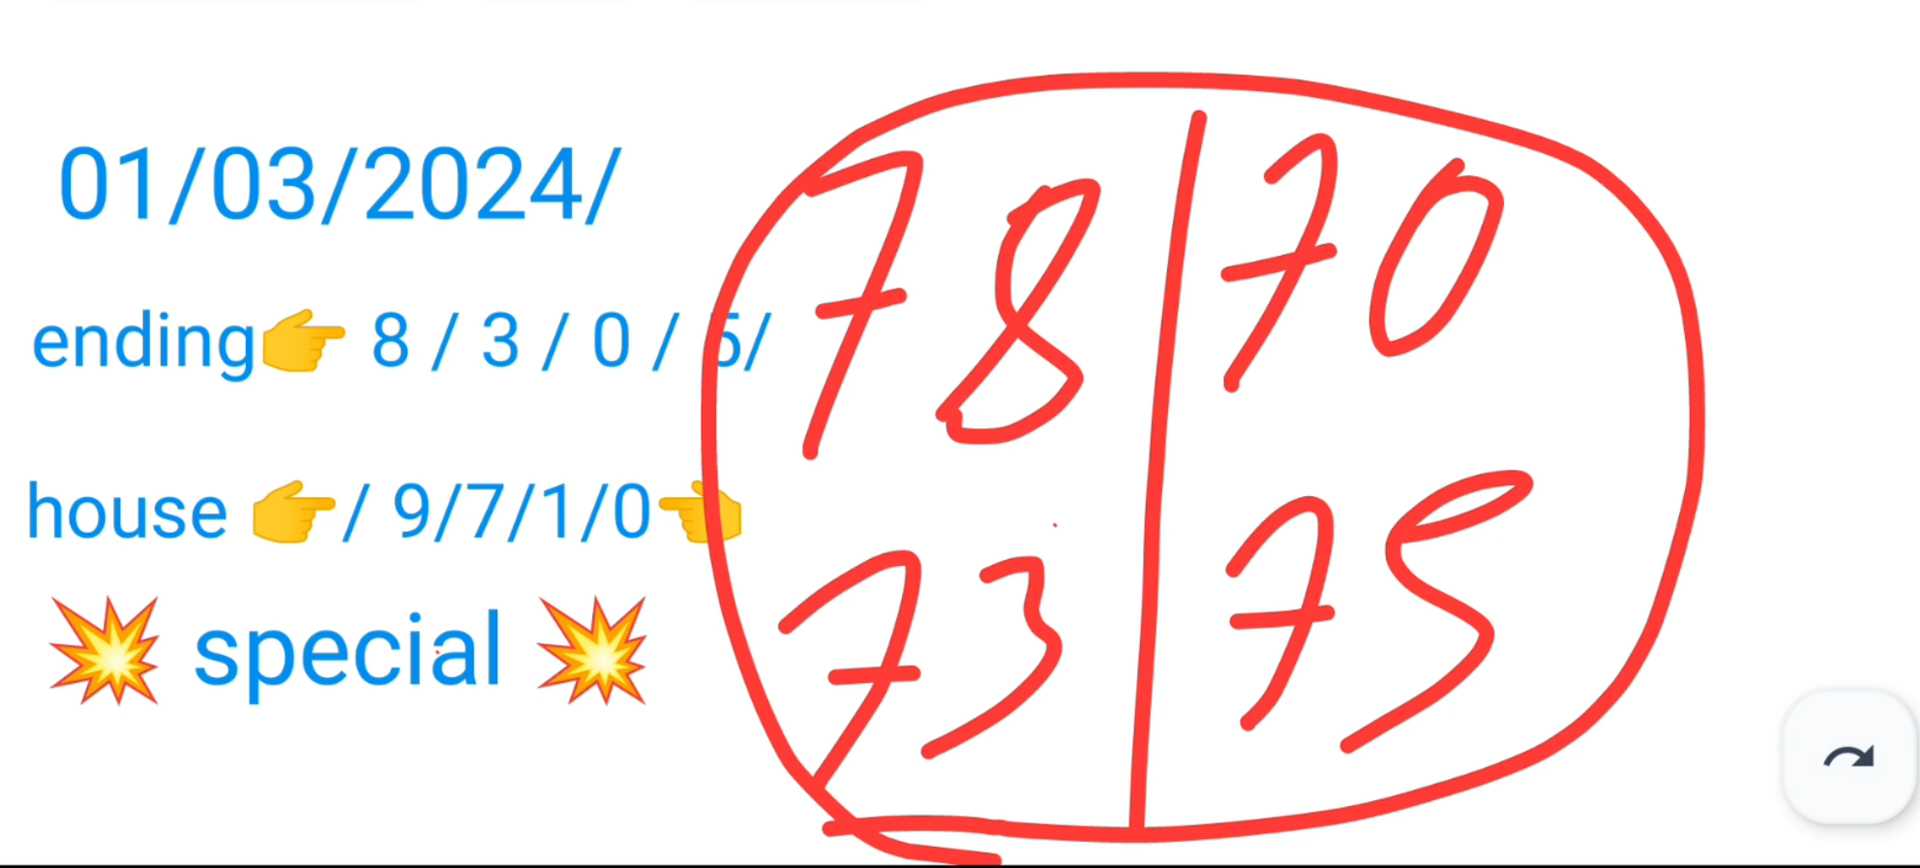 01/03/2024/
ending👉 8 / 3 / 0 / 5/
house 👉/ 9/7/1/0👈
💥 special 💥
78 | 70
73 | 75